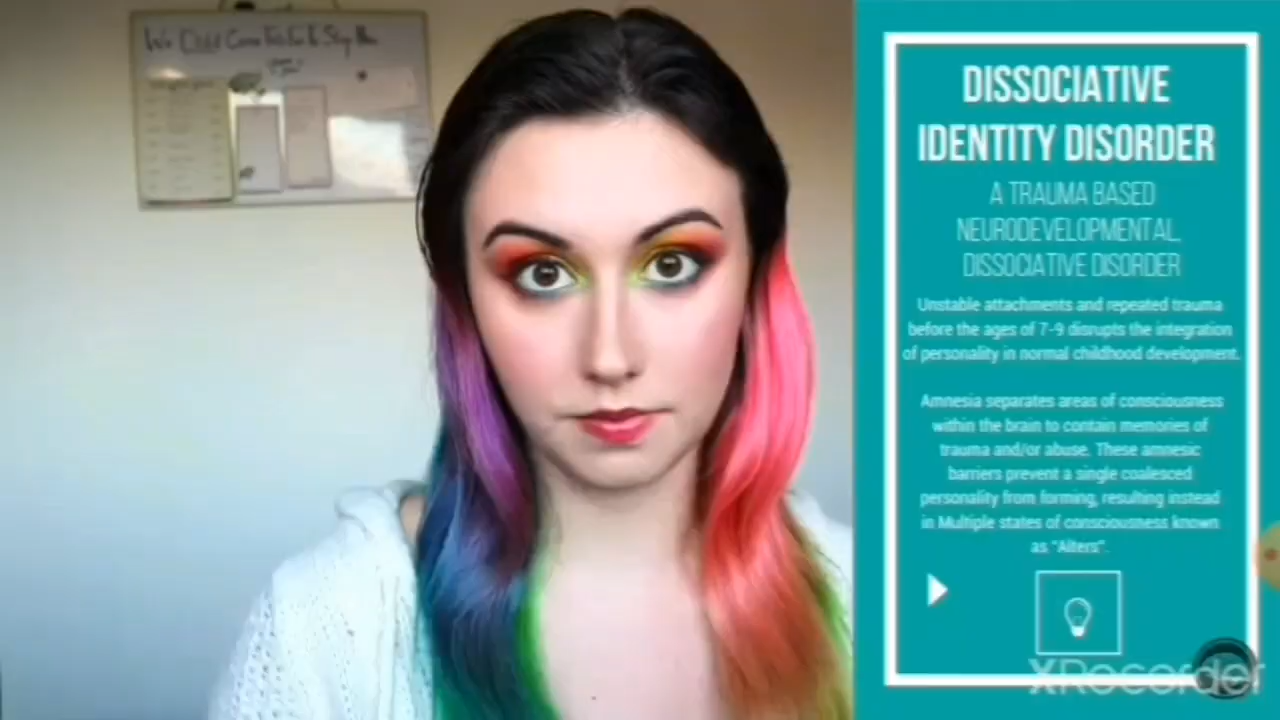 DISSOCIATIVE
IDENTITY DISORDER
A TRAUMA BASED
NEURODEVELOPMENTAL,
DISSOCIATIVE DISORDER
Unstable attachments and repeated trauma
before the ages of 7-9 disrupts the integration
of personality in normal childhood development.
Amnesia separates areas of consciousness
within the brain to contain memories of
trauma and/or abuse. These amnesic
barriers prevent a single coalesced
personality from forming, resulting instead
in Multiple states of consciousness known
as "Alters".
XRecorder